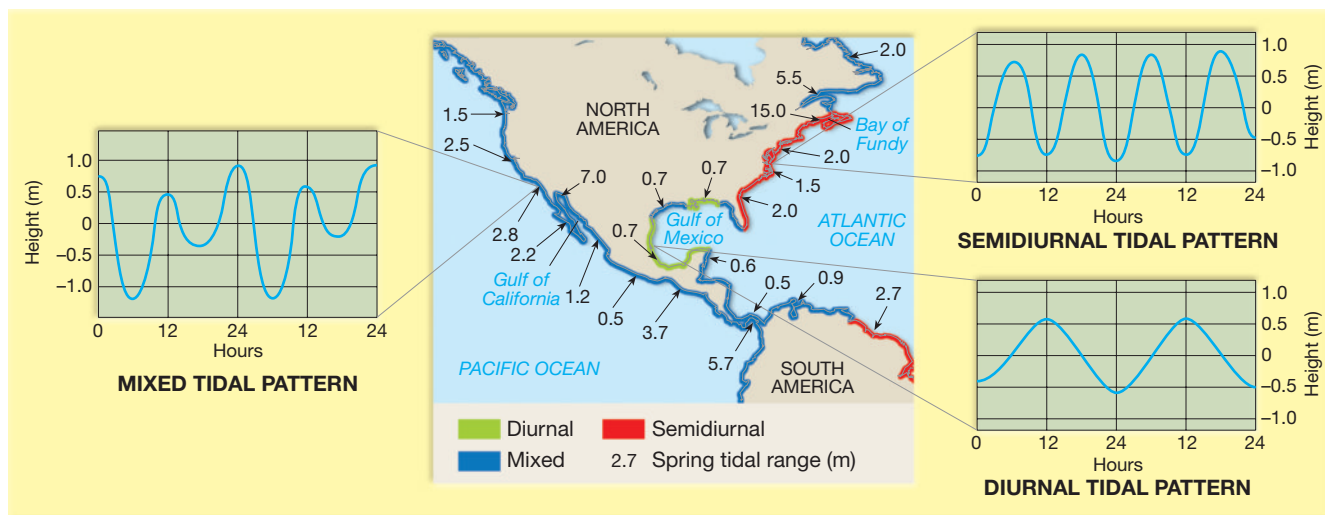 1.0
0.5
0
−0.5
−1.0
Height (m)
0
12
24
12
24
Hours
MIXED TIDAL PATTERN
NORTH
AMERICA
Bay of
Fundy
Gulf of
Mexico
ATLANTIC
OCEAN
Gulf of
California
PACIFIC OCEAN
SOUTH
AMERICA
2.0
5.5
15.0
1.5
2.5
2.0
1.5
7.0
0.7
0.7
2.0
2.8
2.2
0.7
0.6
1.2
0.5
0.9
0.5
3.7
2.7
5.7
Diurnal
Semidiurnal
Mixed
2.7 Spring tidal range (m)
1.0
0.5
0
−0.5
−1.0
Height (m)
0
12
24
12
24
Hours
SEMIDIURNAL TIDAL PATTERN
1.0
0.5
0
−0.5
−1.0
Height (m)
0
12
24
12
24
Hours
DIURNAL TIDAL PATTERN